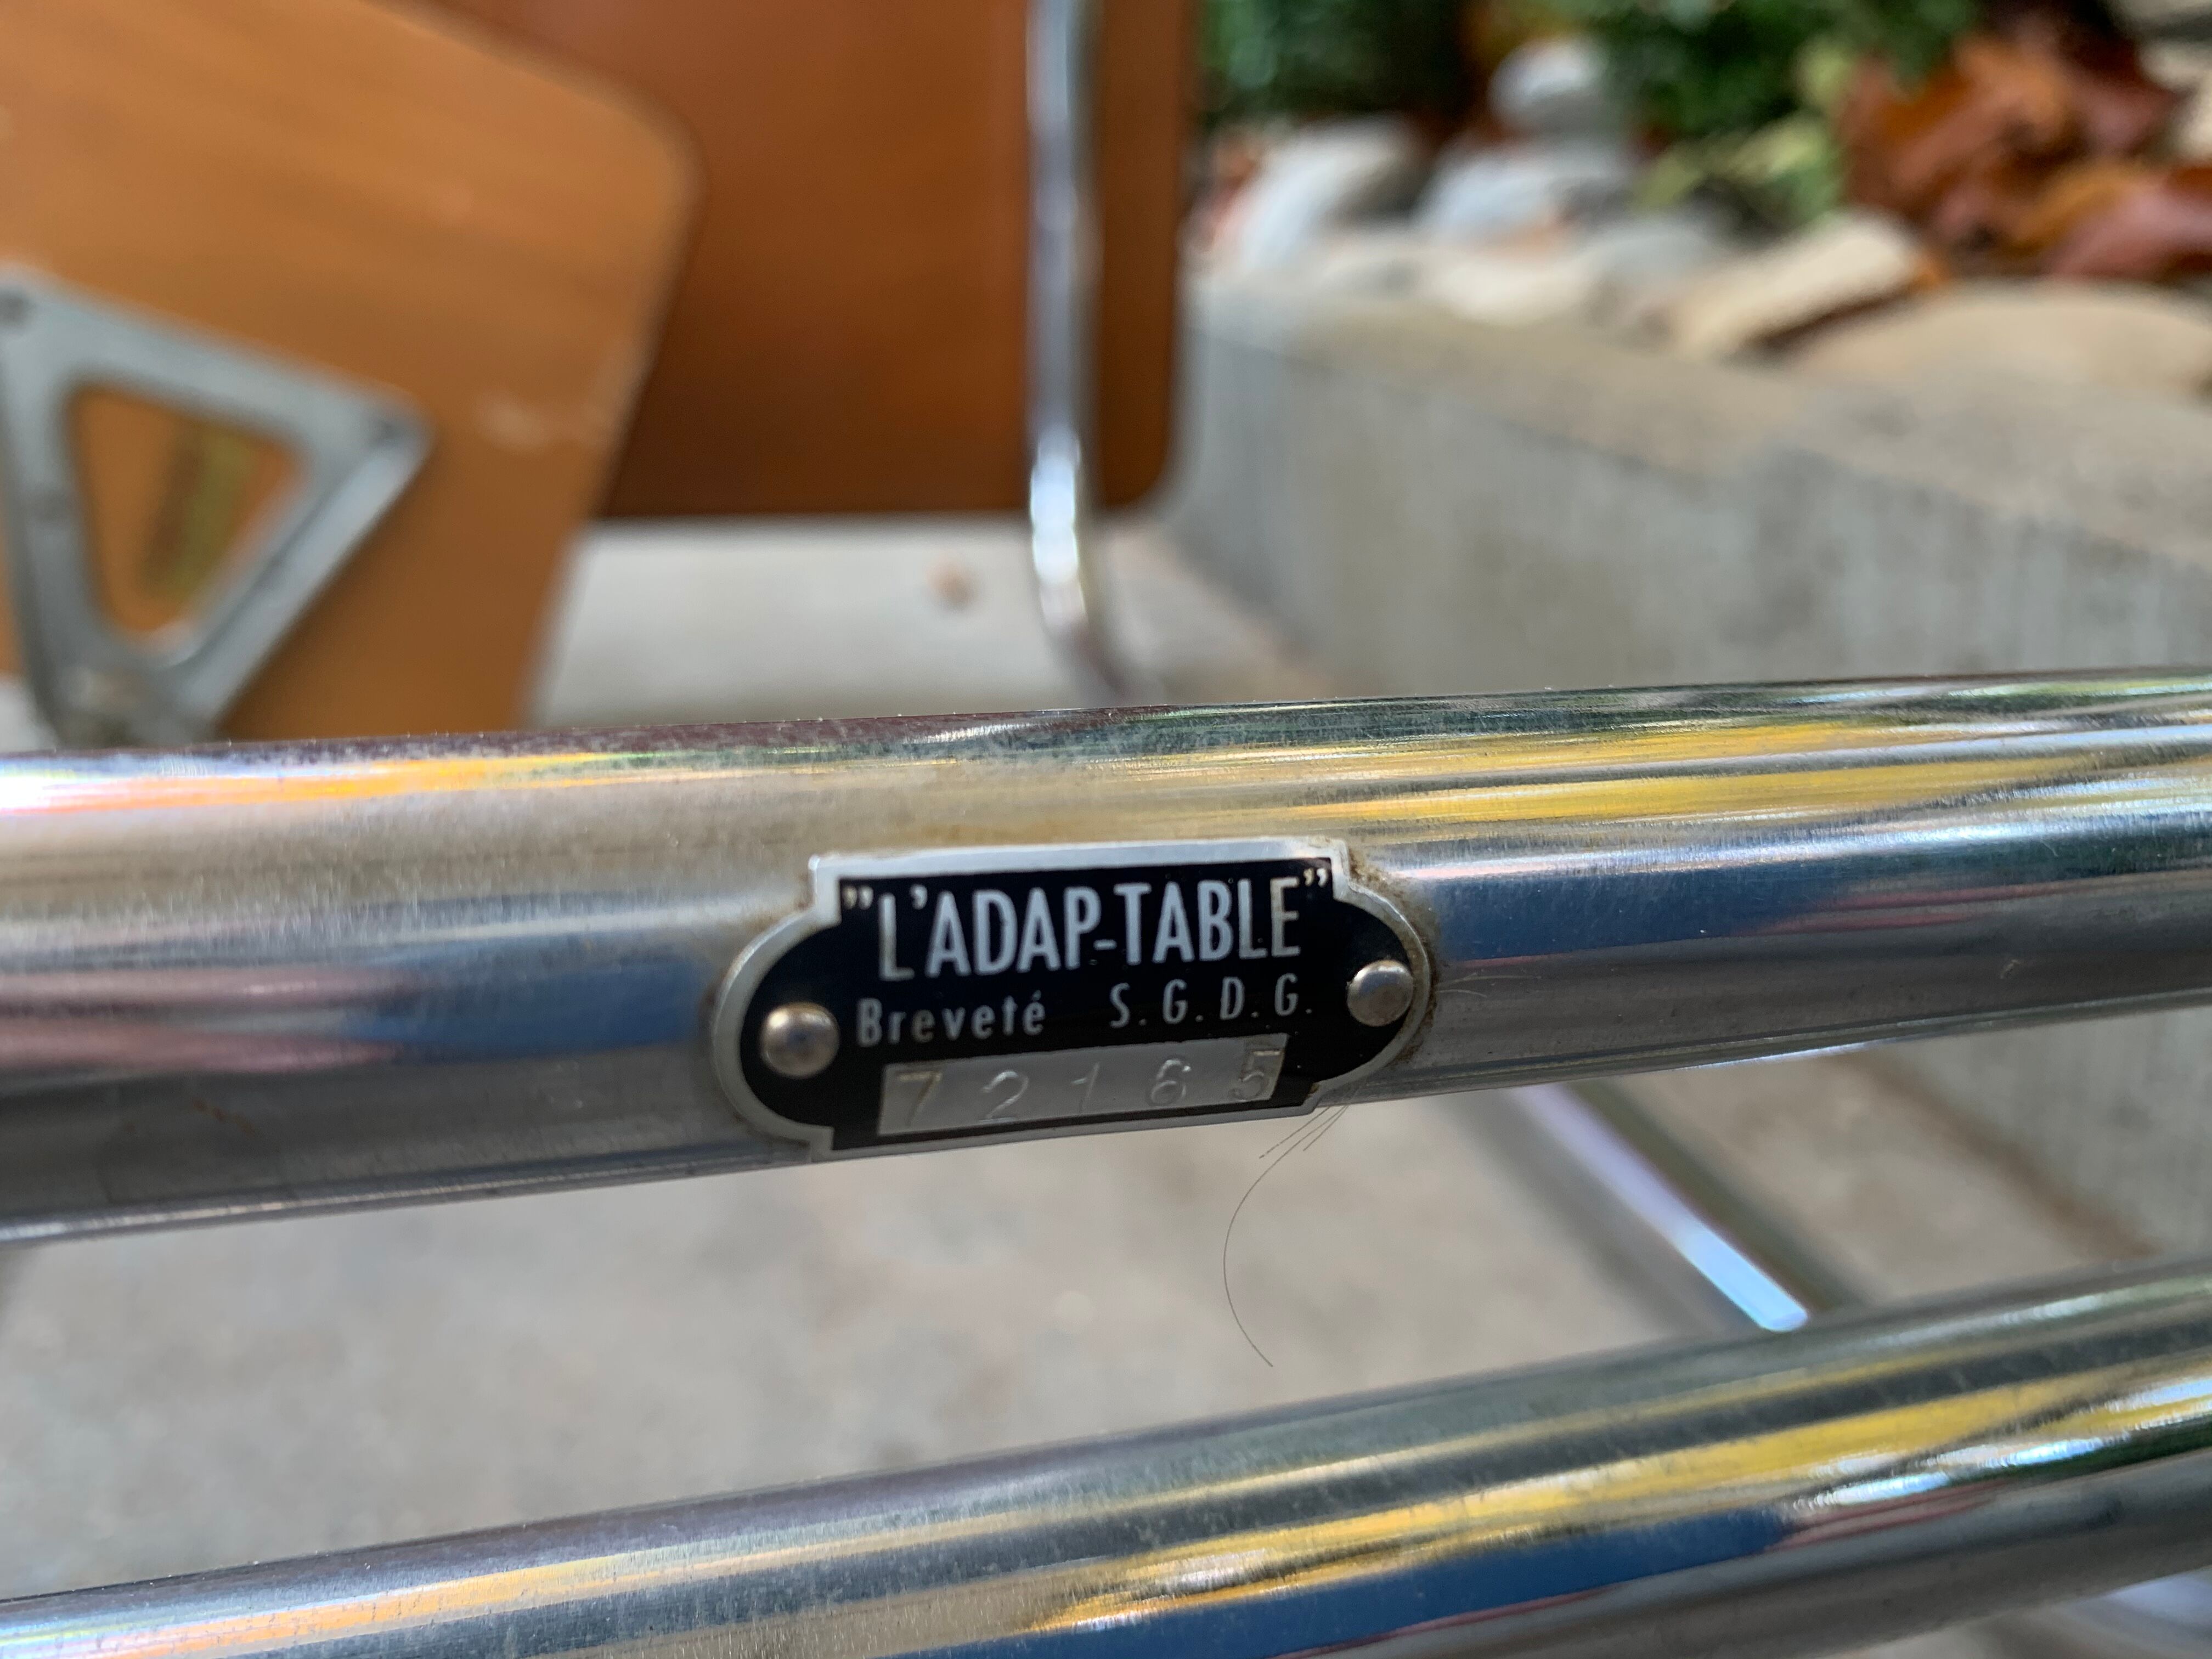 "L'ADAP-TABLE"
Breveté S.G.D.G.
72165